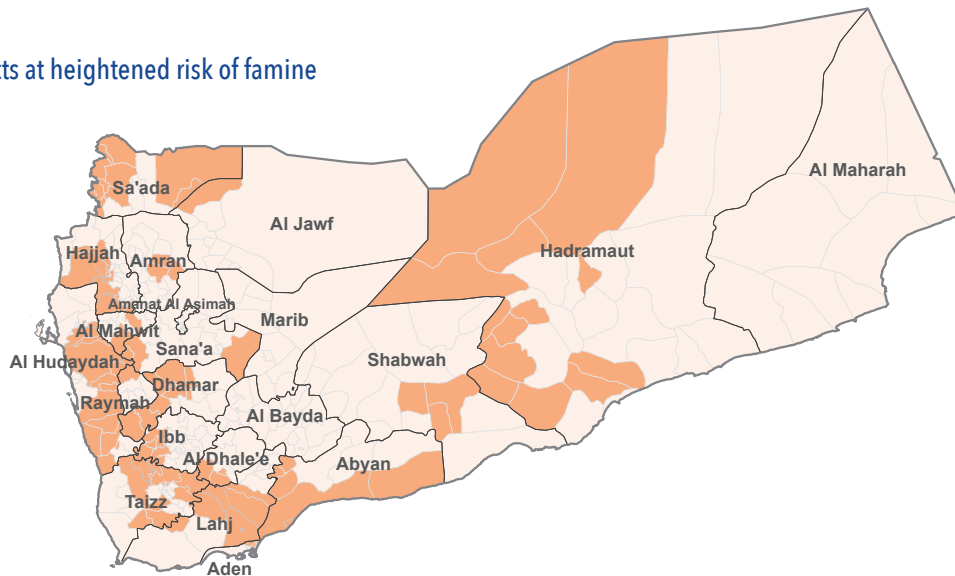 at heightened risk of famine
Al Maharah
Sa'ada
Al Jawf
Hadramaut
Hajjah
Amran
Amanat Al Asimah
Marib
Al Mahwit
Sana'a
Al Hudaydah
Shabwah
Dhamar
Raymah
Al Bayda
Ibb
Al Dhale'e
Abyan
Taizz
Lahj
Aden